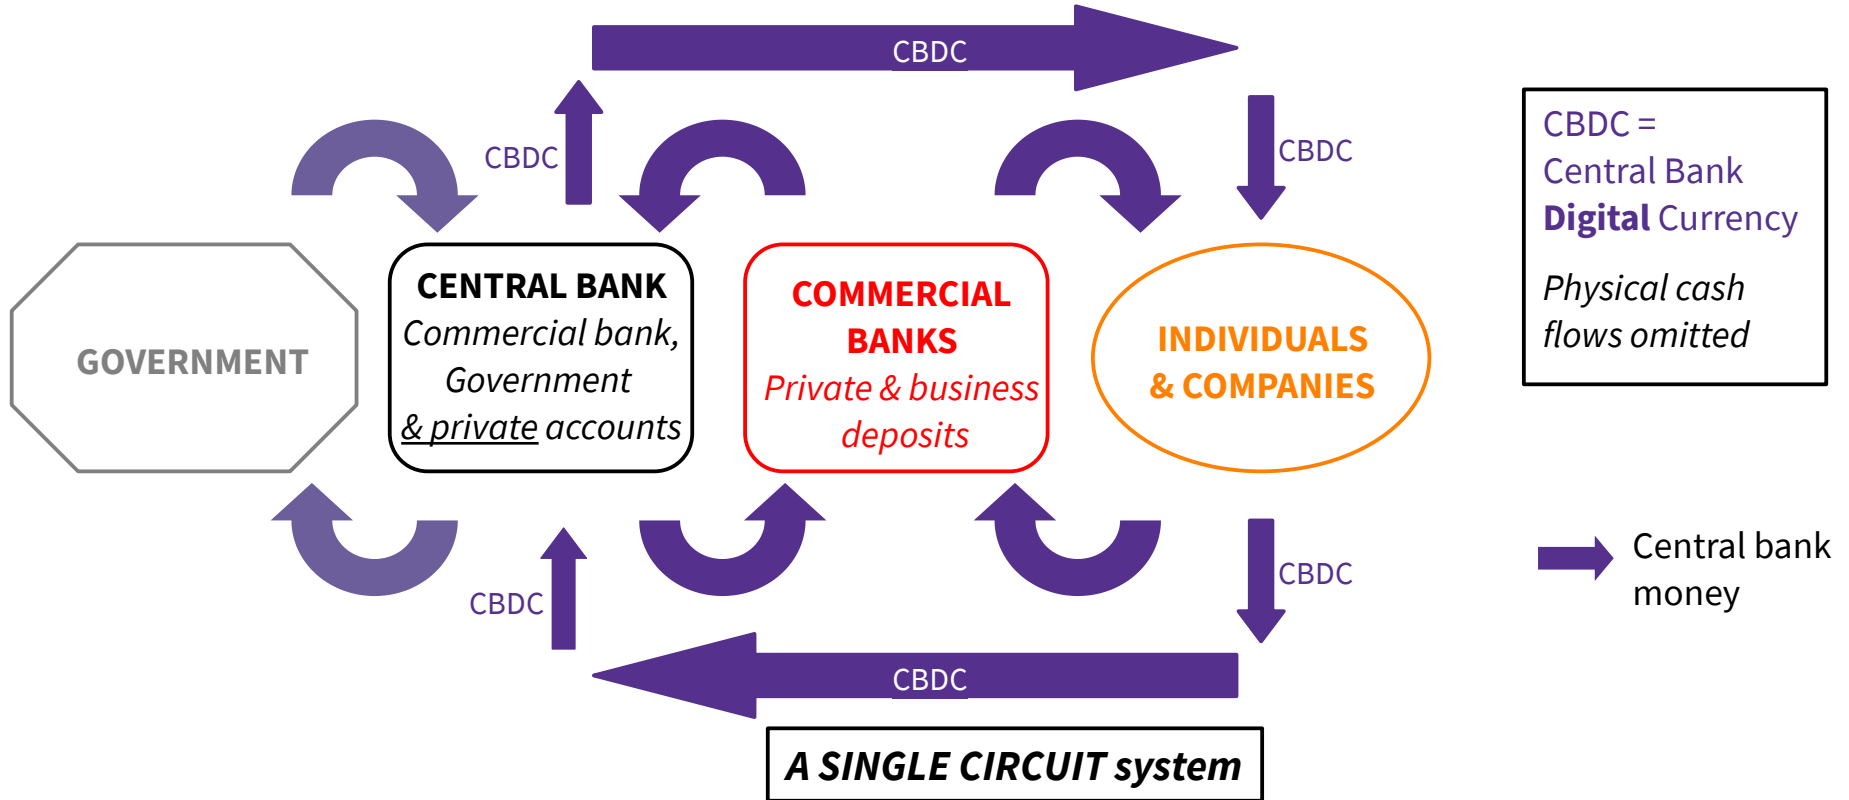 CBDC
CBDC
CBDC
CBDC =
Central Bank
Digital Currency
Physical cash
flows omitted
GOVERNMENT
CENTRAL BANK
Commercial bank,
Government
& private accounts
COMMERCIAL
BANKS
Private & business
deposits
INDIVIDUALS
& COMPANIES
CBDC
CBDC
CBDC
Central bank
money
A SINGLE CIRCUIT system